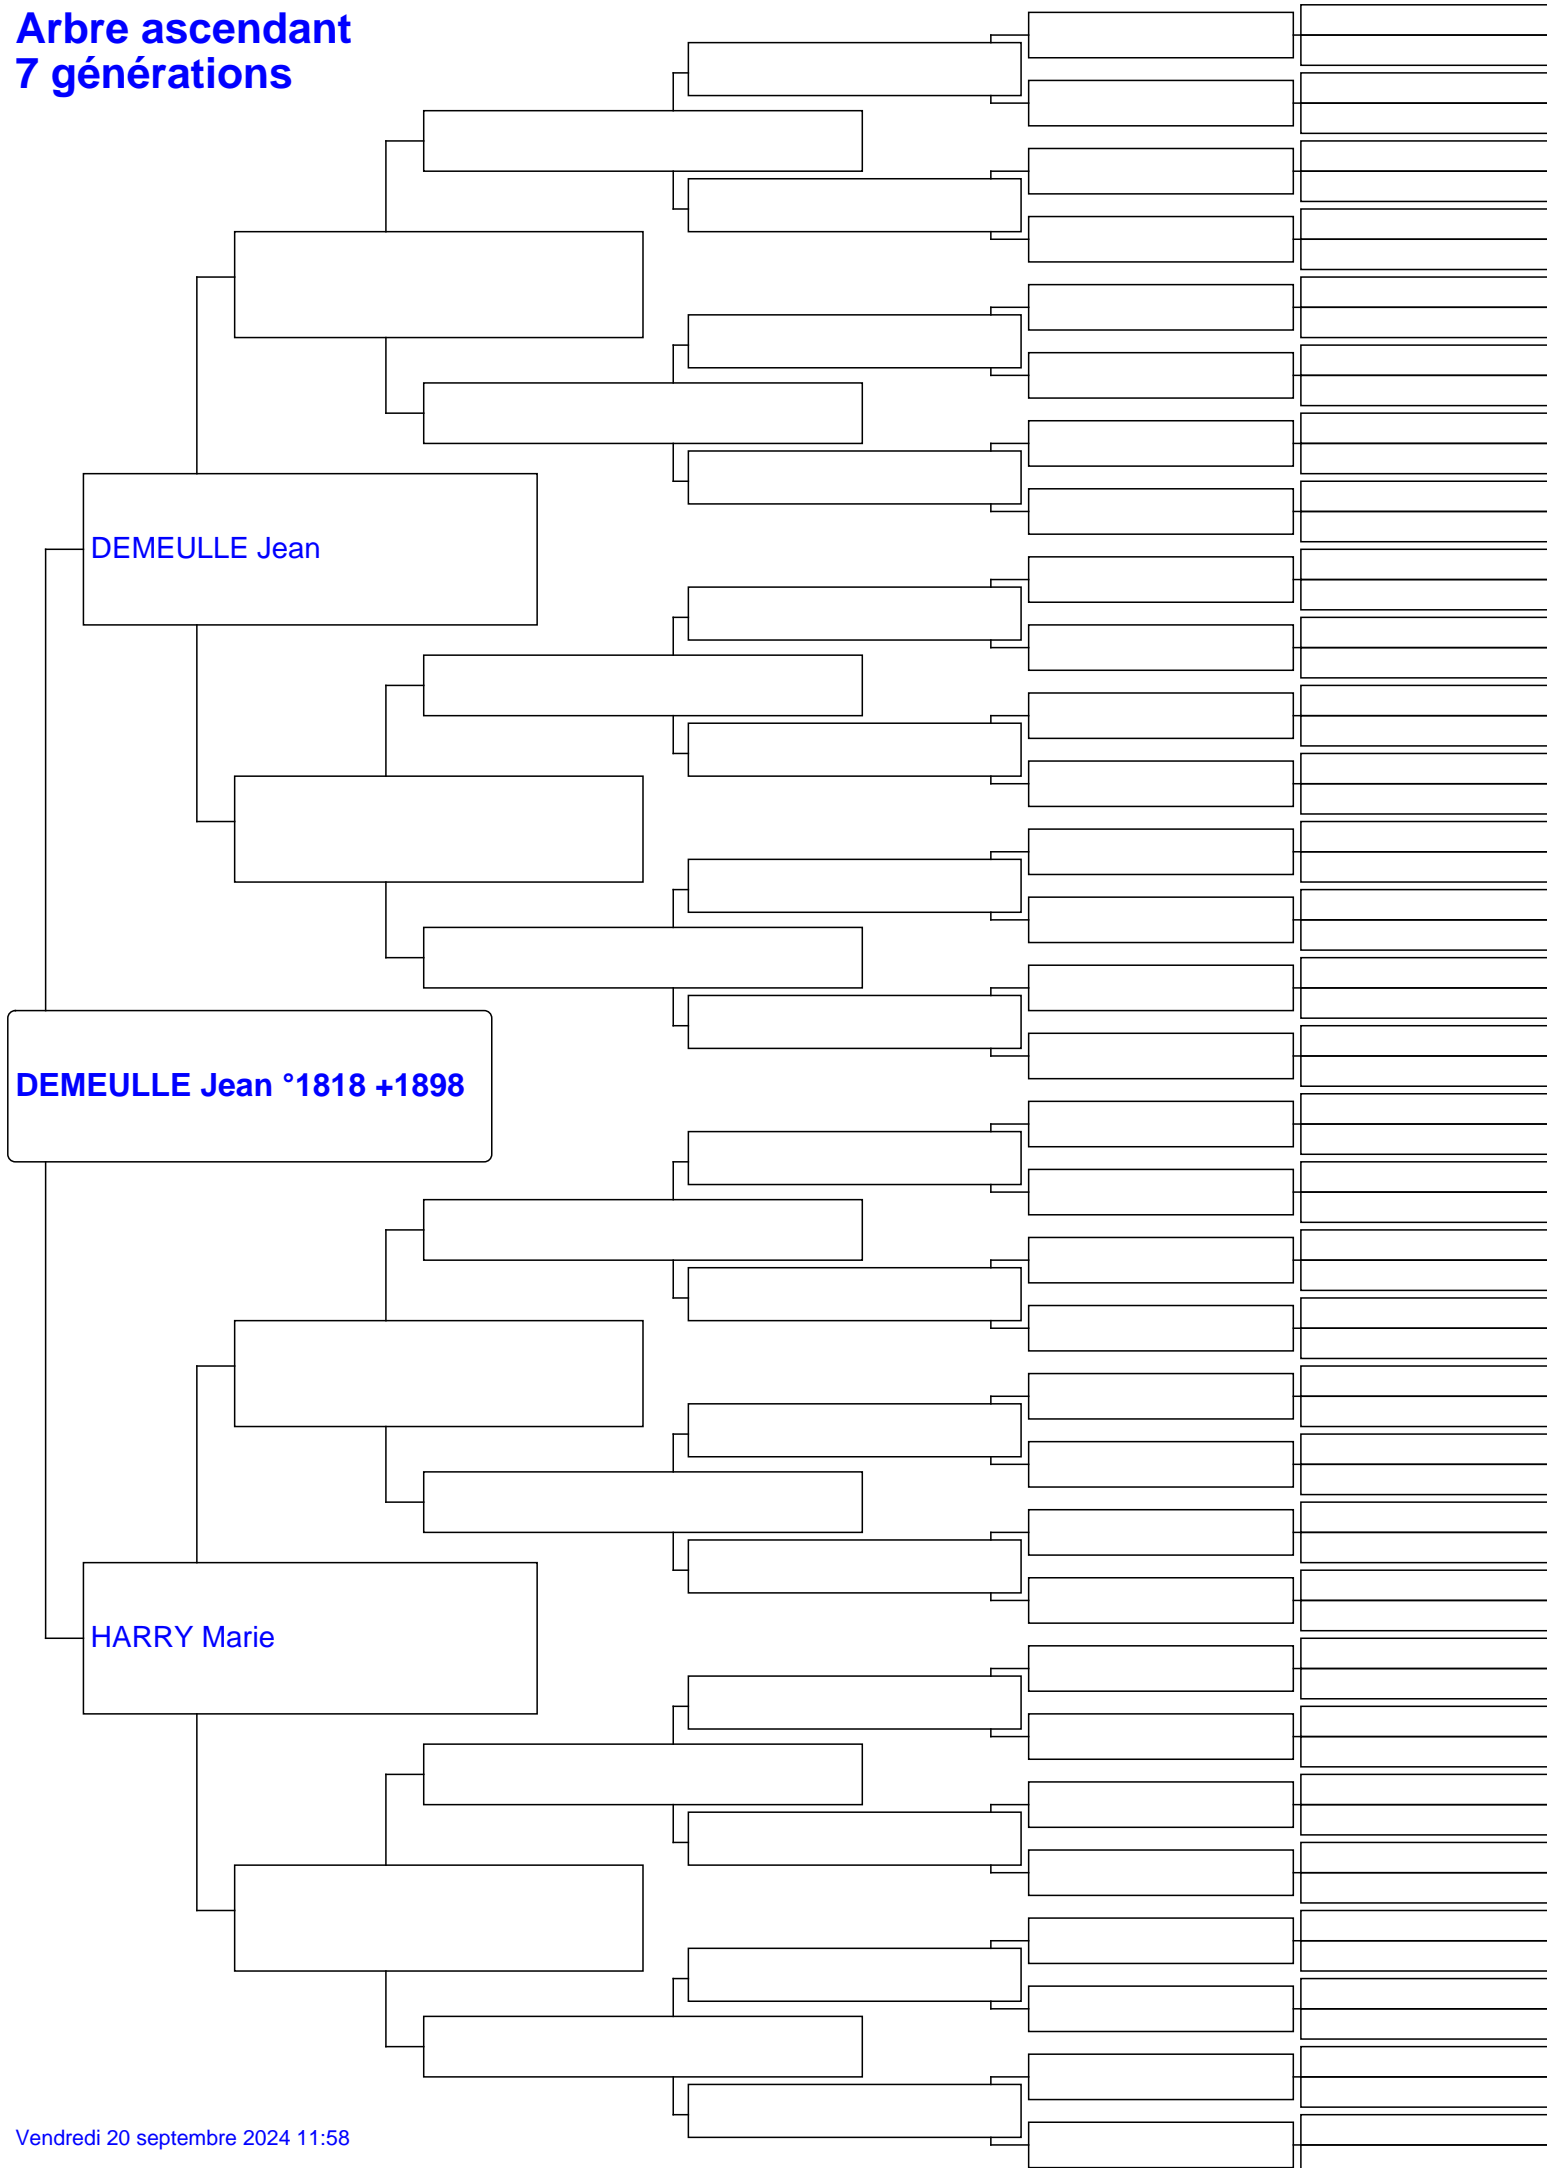 Arbre ascendant
7 générations
DEMEULLE Jean
DEMEULLE Jean °1818 +1898
HARRY Marie
Vendredi 20 septembre 2024 11:58